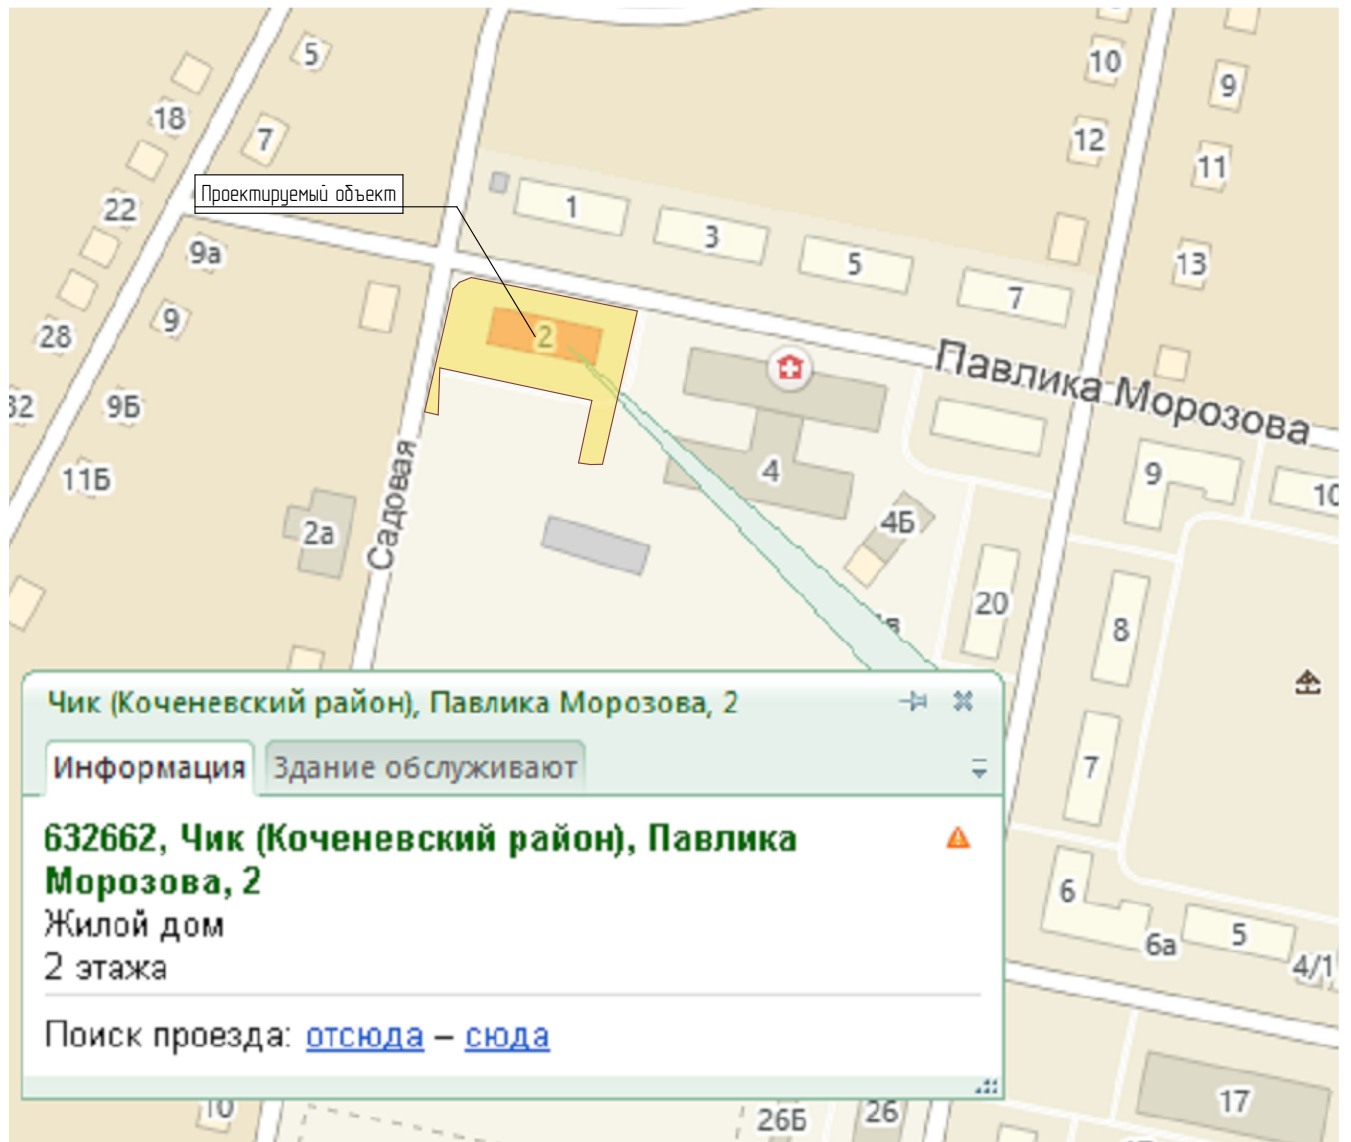 5
10
9
18
7
12
11
Проектируемый объект
22
1
3
9а
5
13
7
9
28
2
Павлика Морозова
32
9Б
9
10
11Б
4
4Б
2а
Садовая
20
8
Чик (Коченевский район), Павлика Морозова, 2
Информация
Здание обслуживают
7
632662, Чик (Коченевский район), Павлика
Морозова, 2
Жилой дом
2 этажа
6
6а
5
4/1
Поиск проезда: отсюда – сюда
10
26Б
26
17